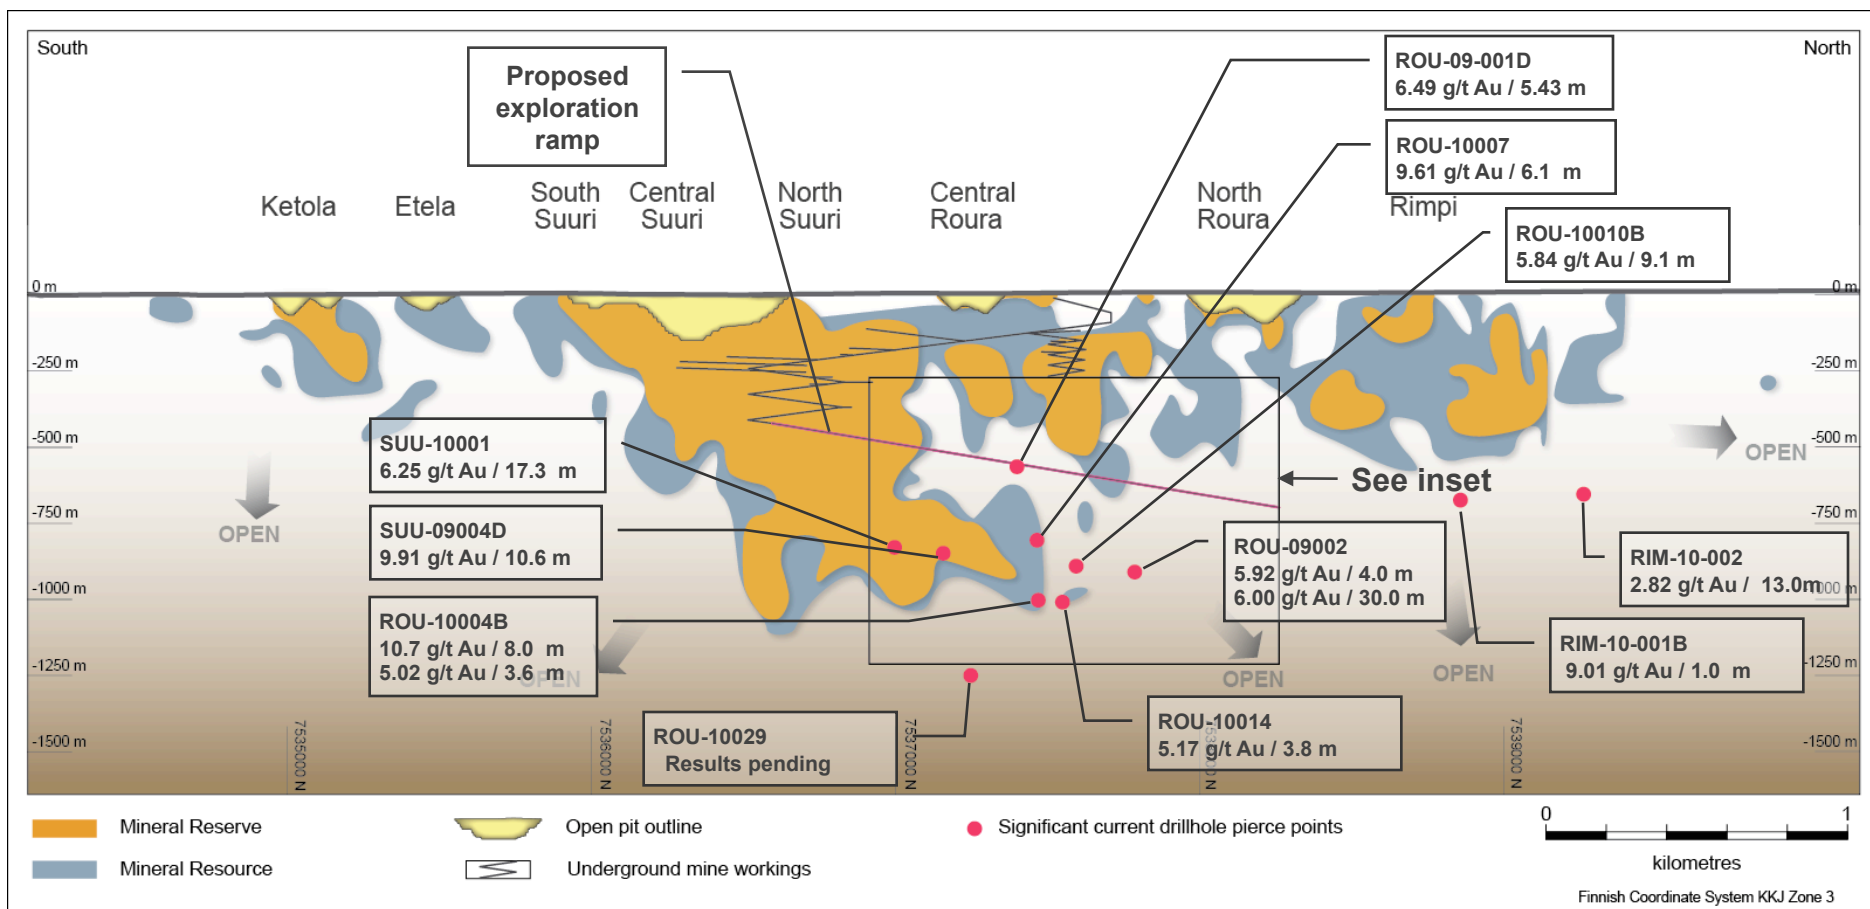 South
North
Proposed
exploration
ramp
ROU-09-001D
6.49 g/t Au / 5.43 m
ROU-10007
9.61 g/t Au / 6.1 m
ROU-10010B
5.84 g/t Au / 9.1 m
Ketola
Etela
South
Suuri
Central
Suuri
North
Suuri
Central
Roura
North
Roura
Rimpi
0 m
0 m
-250 m
-250 m
-500 m
-500 m
-750 m
-750 m
-1000 m
-1250 m
-1250 m
-1500 m
-1500 m
SUU-10001
6.25 g/t Au / 17.3 m
SUU-09004D
9.91 g/t Au / 10.6 m
ROU-10004B
10.7 g/t Au / 8.0 m
5.02 g/t Au / 3.6 m
See inset
ROU-09002
5.92 g/t Au / 4.0 m
6.00 g/t Au / 30.0 m
RIM-10-002
2.82 g/t Au / 13.0m
RIM-10-001B
9.01 g/t Au / 1.0 m
ROU-10014
5.17 g/t Au / 3.8 m
ROU-10029
Results pending
OPEN
OPEN
OPEN
OPEN
OPEN
7535000 N
7536000 N
7537000 N
7539000 N
Mineral Reserve
Mineral Resource
Open pit outline
Underground mine workings
Significant current drillhole pierce points
0
1
kilometres
Finnish Coordinate System KKJ Zone 3